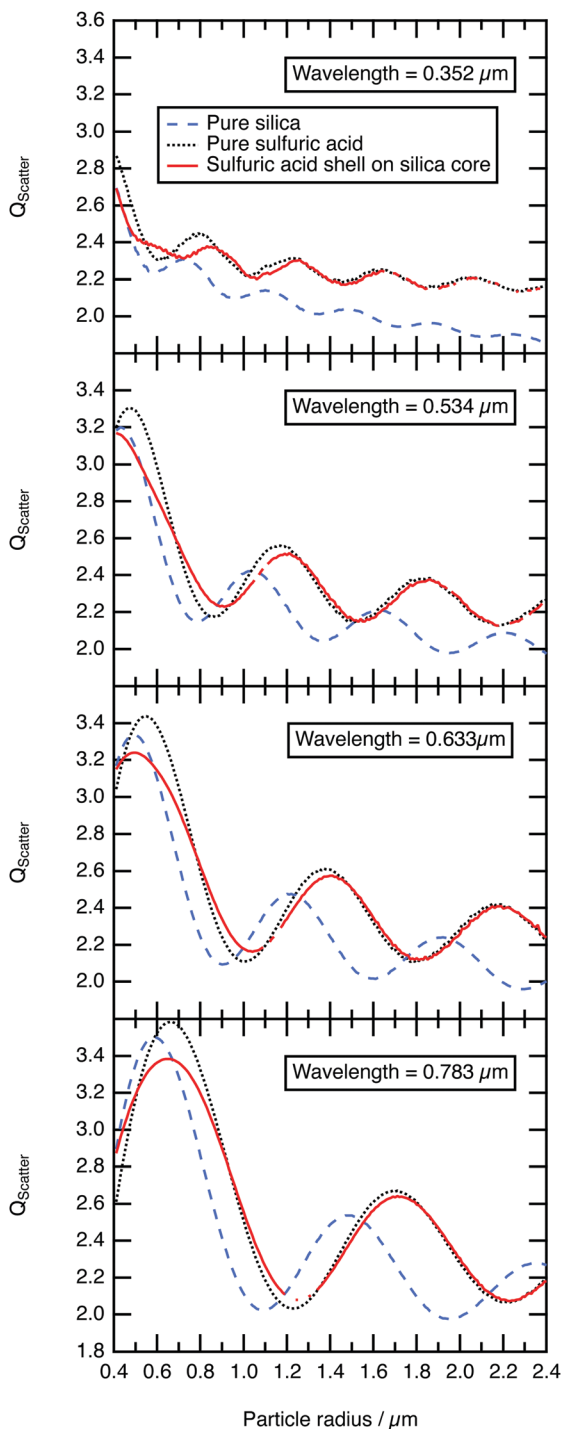 3.6
3.4
Wavelength = 0.352 µm
3.2
3.0
Pure silica
Pure sulfuric acid
Sulfuric acid shell on silica core
2.8
2.6
2.4
2.2
2.0
QScatter
3.4
Wavelength = 0.534 µm
3.2
3.0
2.8
2.6
2.4
2.2
2.0
QScatter
3.4
Wavelength = 0.633µm
3.2
3.0
2.8
2.6
2.4
2.2
2.0
QScatter
3.4
Wavelength = 0.783 µm
3.2
3.0
2.8
2.6
2.4
2.2
2.0
1.8
QScatter
0.4 0.6 0.8 1.0 1.2 1.4 1.6 1.8 2.0 2.2 2.4
Particle radius / µm